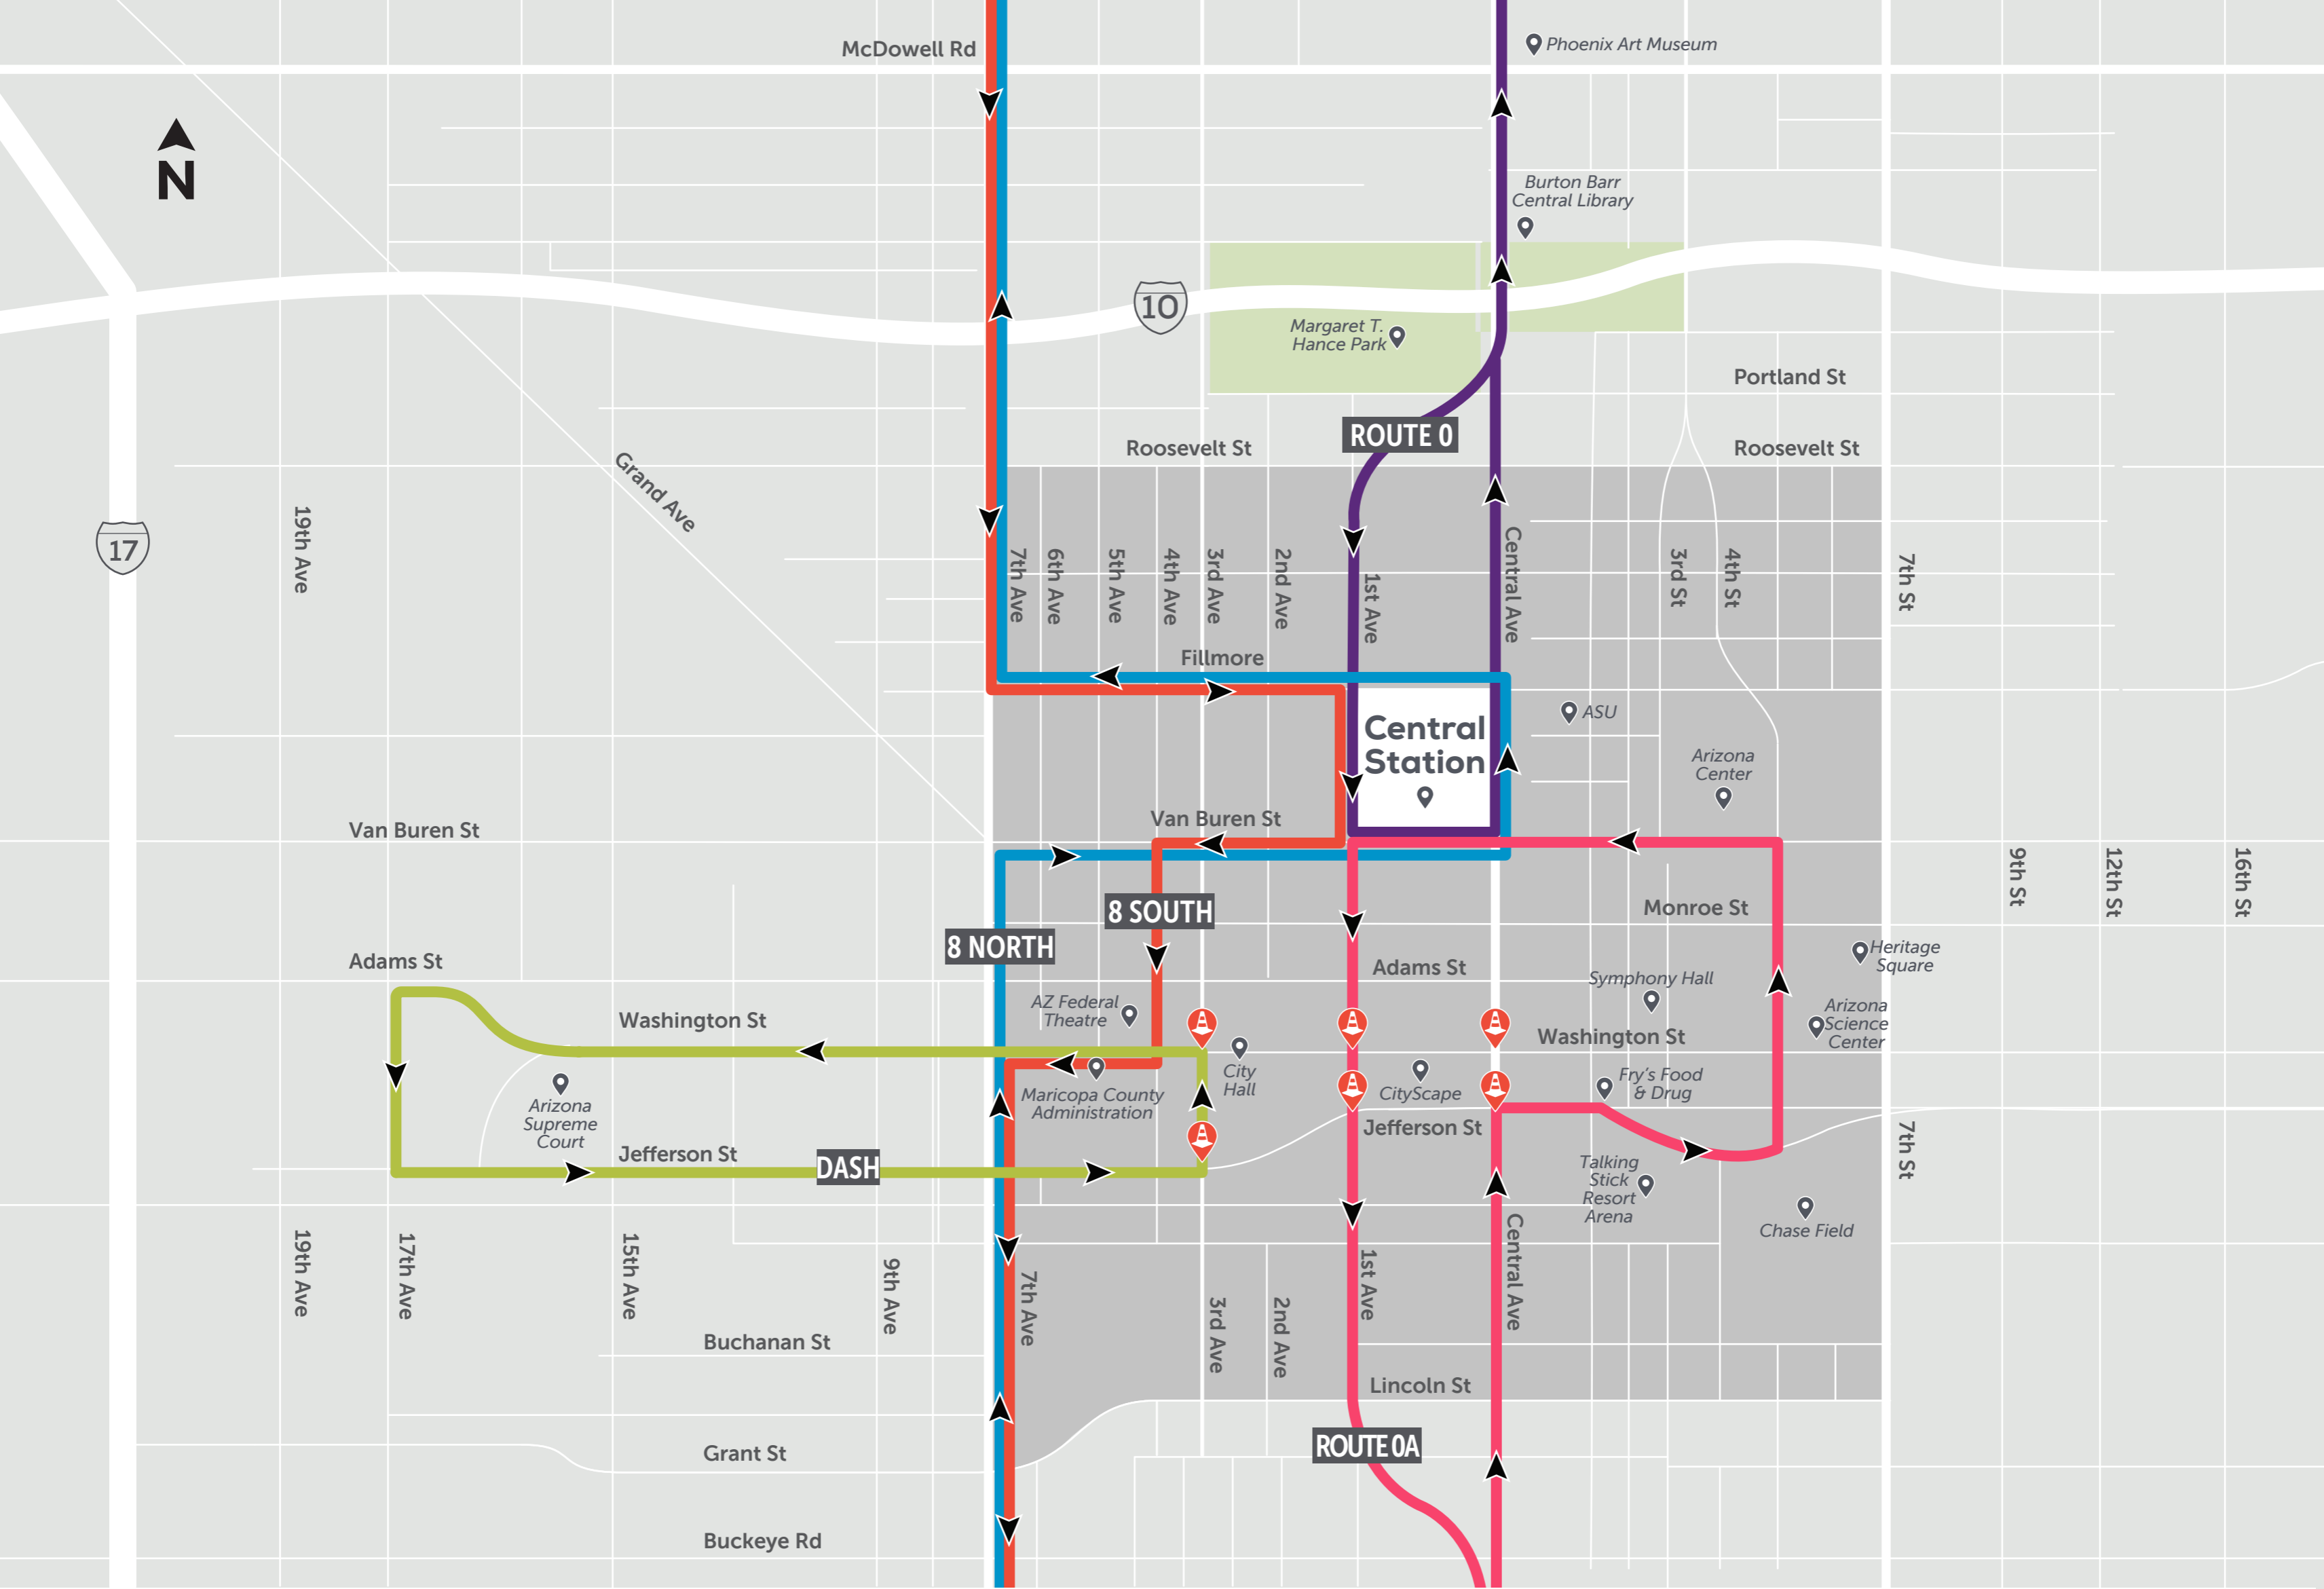 McDowell Rd
Phoenix Art Museum
N
Burton Barr
Central Library
10
Margaret T.
Hance Park
Portland St
ROUTE 0
Roosevelt St
Roosevelt St
Grand Ave
17
19th Ave
7th Ave
6th Ave
5th Ave
4th Ave
3rd Ave
2nd Ave
1st Ave
Central Ave
3rd St
4th St
7th St
Fillmore
Central
Station
ASU
Arizona
Center
Van Buren St
Van Buren St
9th St
12th St
16th St
8 SOUTH
Monroe St
8 NORTH
Heritage
Square
Adams St
Adams St
Symphony Hall
AZ Federal
Theatre
Arizona
Science
Center
Washington St
Washington St
City
Hall
CityScape
Fry's Food
& Drug
Maricopa County
Administration
Arizona
Supreme
Court
Jefferson St
Jefferson St
DASH
7th St
Talking
Stick
Resort
Arena
Chase Field
19th Ave
17th Ave
15th Ave
9th Ave
7th Ave
3rd Ave
2nd Ave
1st Ave
Central Ave
Buchanan St
Lincoln St
ROUTE 0A
Grant St
Buckeye Rd